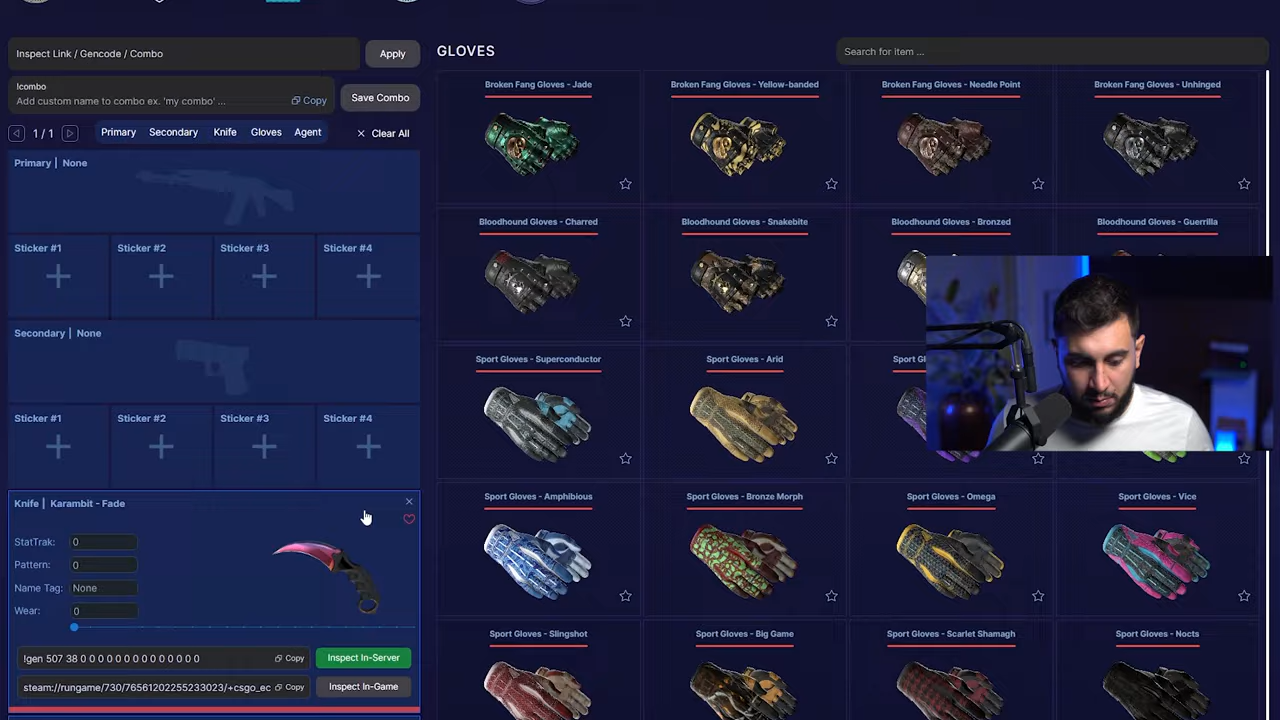 Inspect Link / Gencode / Combo
Apply
!combo
Add custom name to combo ex. 'my combo' ...
Copy
Save Combo
1 / 1
Primary
Secondary
Knife
Gloves
Agent
Clear All
Primary | None
Sticker #1
Sticker #2
Sticker #3
Sticker #4
Secondary | None
Sticker #1
Sticker #2
Sticker #3
Sticker #4
Knife | Karambit - Fade
StatTrak: 0
Pattern: 0
Name Tag: None
Wear: 0
!gen 507 38 0 0 0 0 0 0 0 0 0 0 0 0 0 0
Copy
Inspect In-Server
steam://rungame/730/76561202255233023/+csgo_ec
Copy
Inspect In-Game
GLOVES
Search for item ...
Broken Fang Gloves - Jade
Broken Fang Gloves - Yellow-banded
Broken Fang Gloves - Needle Point
Broken Fang Gloves - Unhinged
Bloodhound Gloves - Charred
Bloodhound Gloves - Snakebite
Bloodhound Gloves - Bronzed
Bloodhound Gloves - Guerrilla
Sport Gloves - Superconductor
Sport Gloves - Arid
Sport Gl
Sport Gloves - Amphibious
Sport Gloves - Bronze Morph
Sport Gloves - Omega
Sport Gloves - Vice
Sport Gloves - Slingshot
Sport Gloves - Big Game
Sport Gloves - Scarlet Shamagh
Sport Gloves - Nocts